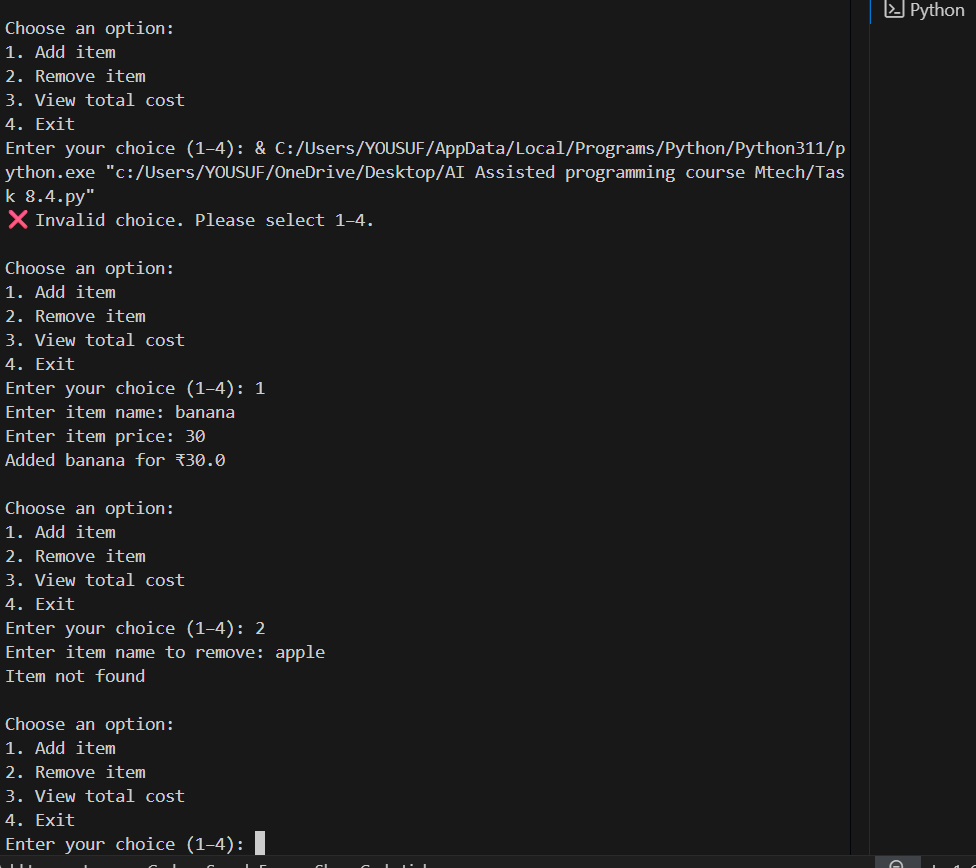 Python
Choose an option:
1. Add item
2. Remove item
3. View total cost
4. Exit
Enter your choice (1–4): & C:/Users/YOUSUF/AppData/Local/Programs/Python/Python311/p
ython.exe "c:/Users/YOUSUF/OneDrive/Desktop/AI Assisted programming course Mtech/Tas
k 8.4.py"
❌ Invalid choice. Please select 1–4.
Choose an option:
1. Add item
2. Remove item
3. View total cost
4. Exit
Enter your choice (1–4): 1
Enter item name: banana
Enter item price: 30
Added banana for ₹30.0
Choose an option:
1. Add item
2. Remove item
3. View total cost
4. Exit
Enter your choice (1–4): 2
Enter item name to remove: apple
Item not found
Choose an option:
1. Add item
2. Remove item
3. View total cost
4. Exit
Enter your choice (1–4):